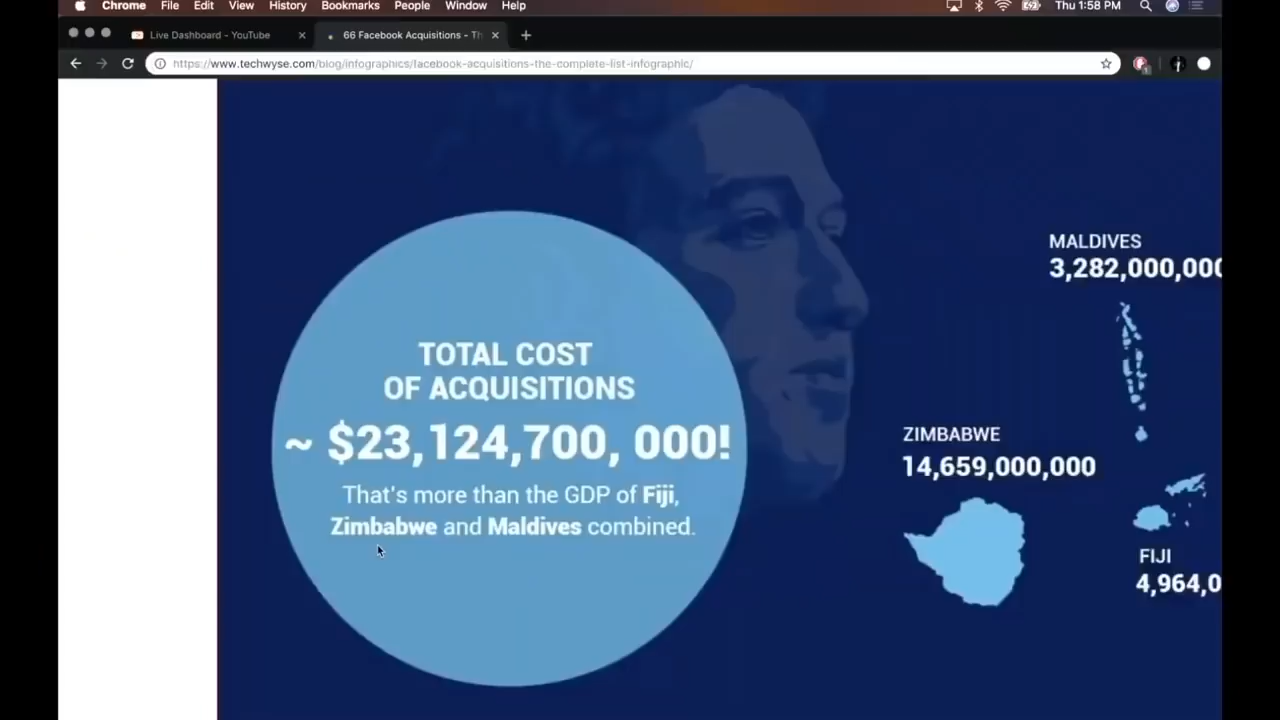 Chrome File Edit View History Bookmarks People Window Help Thu 1:58 PM
Live Dashboard - YouTube 66 Facebook Acquisitions - Th
https://www.techwyse.com/blog/infographics/facebook-acquisitions-the-complete-list-infographic/
TOTAL COST
OF ACQUISITIONS
~ $23,124,700, 000!
That's more than the GDP of Fiji,
Zimbabwe and Maldives combined.
MALDIVES
3,282,000,000
ZIMBABWE
14,659,000,000
FIJI
4,964,0